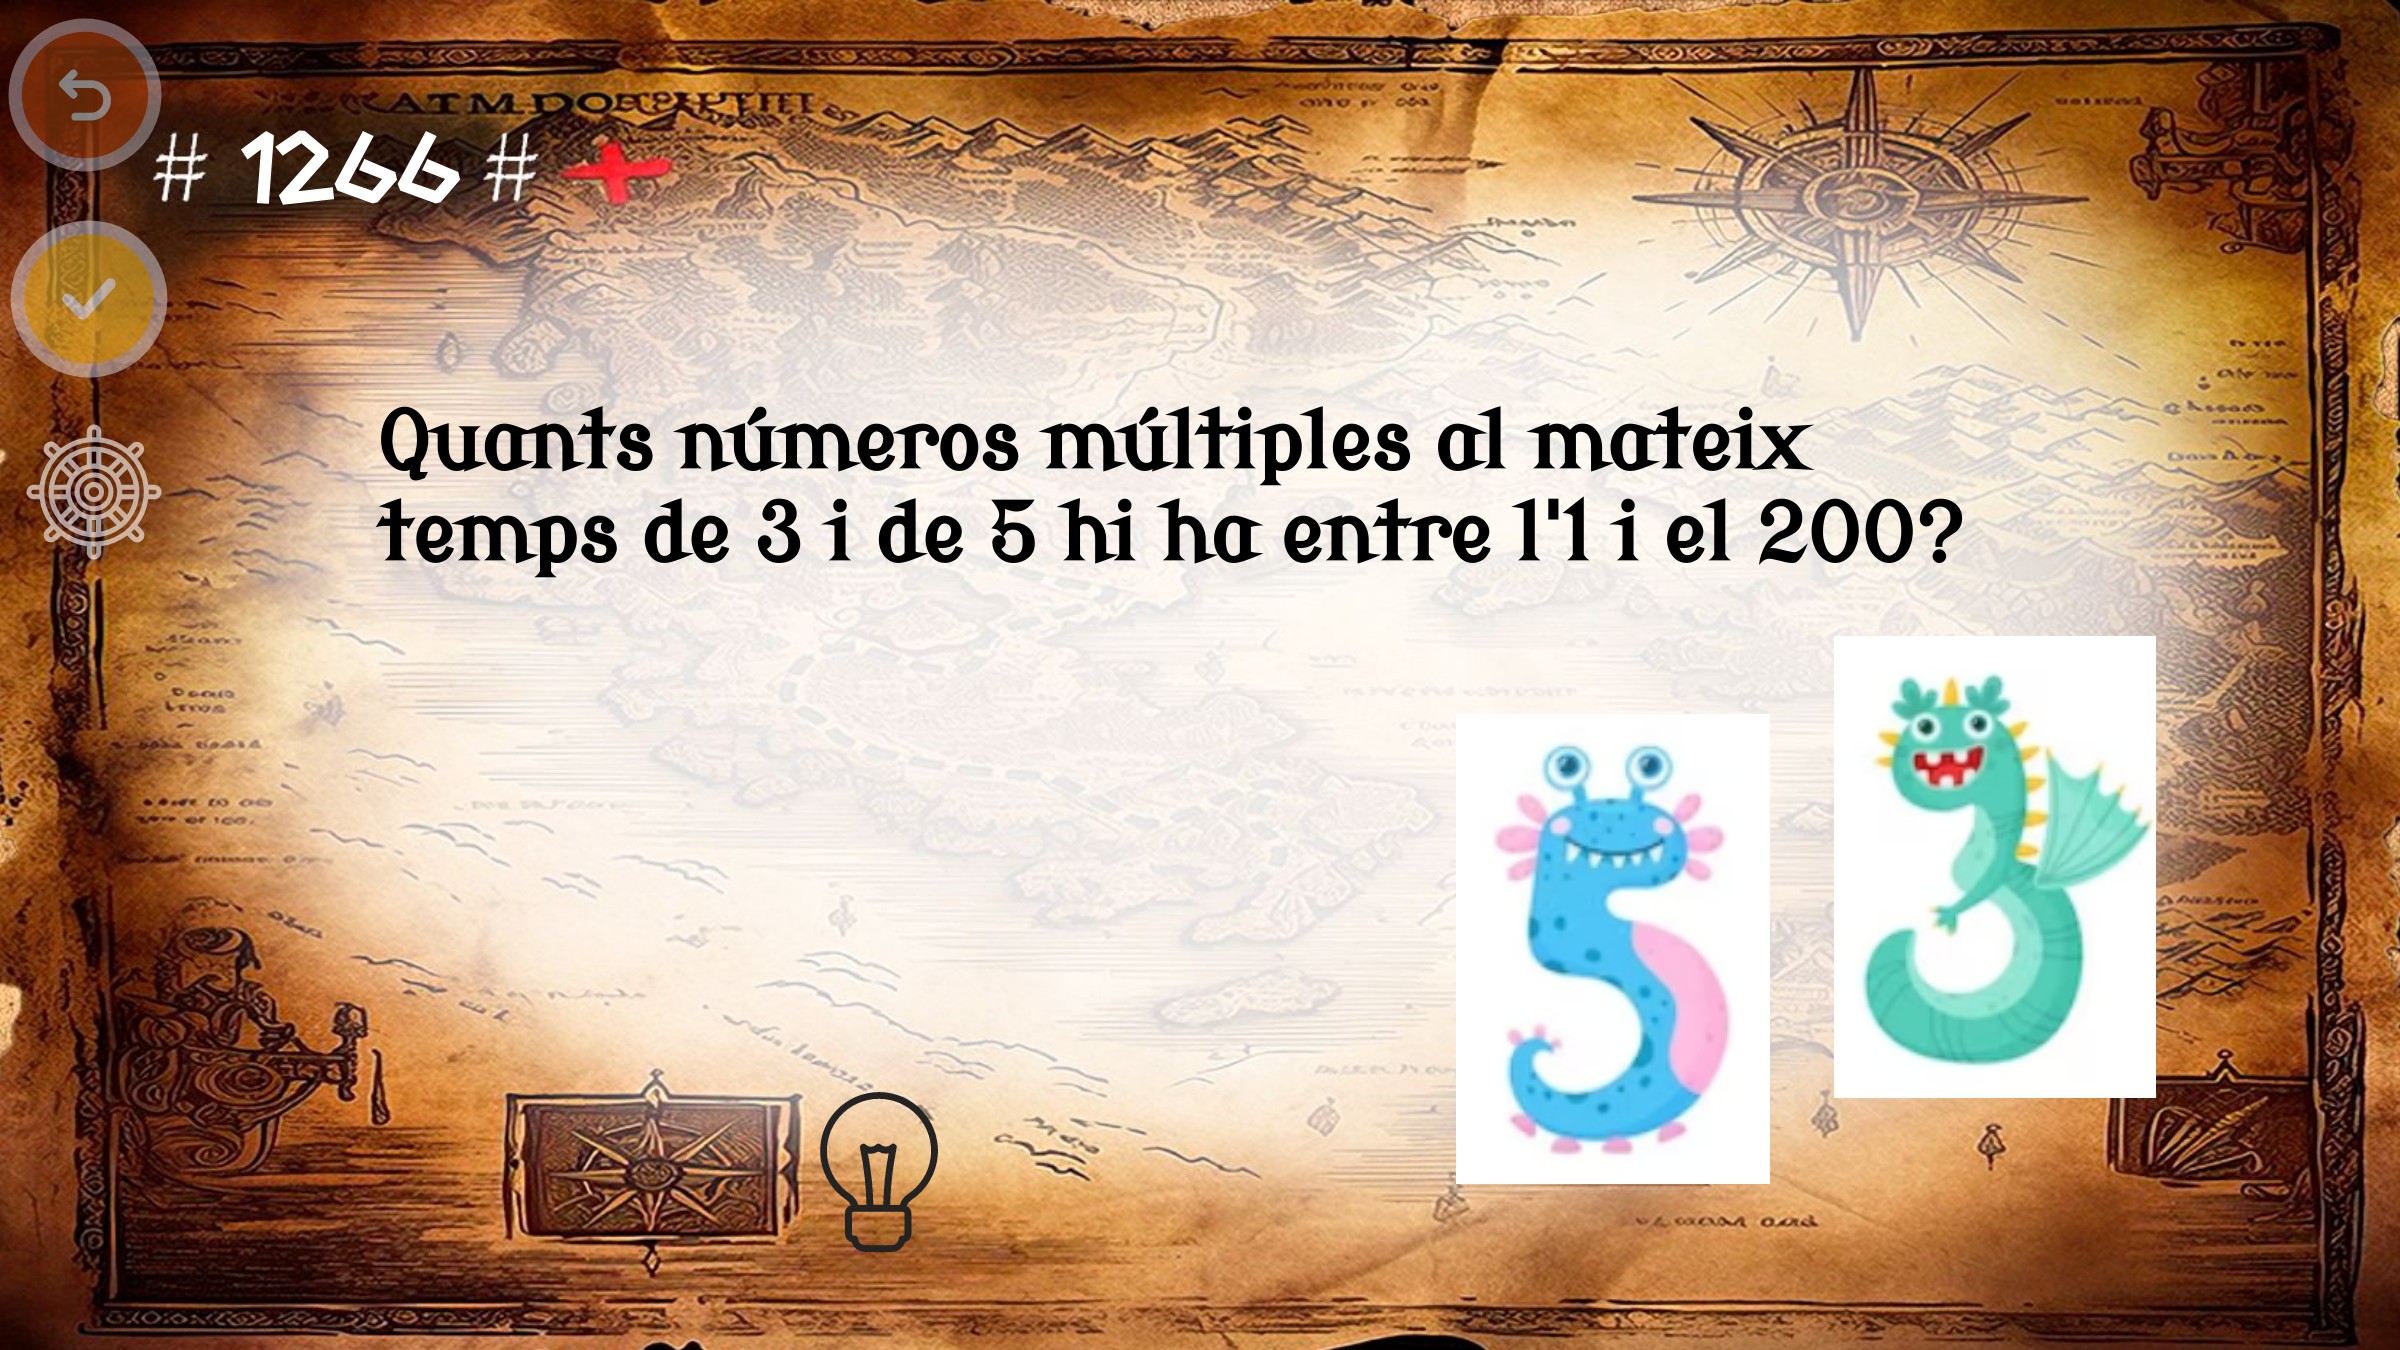 # 1266 #
Quants números múltiples al mateix
temps de 3 i de 5 hi ha entre l'1 i el 200?